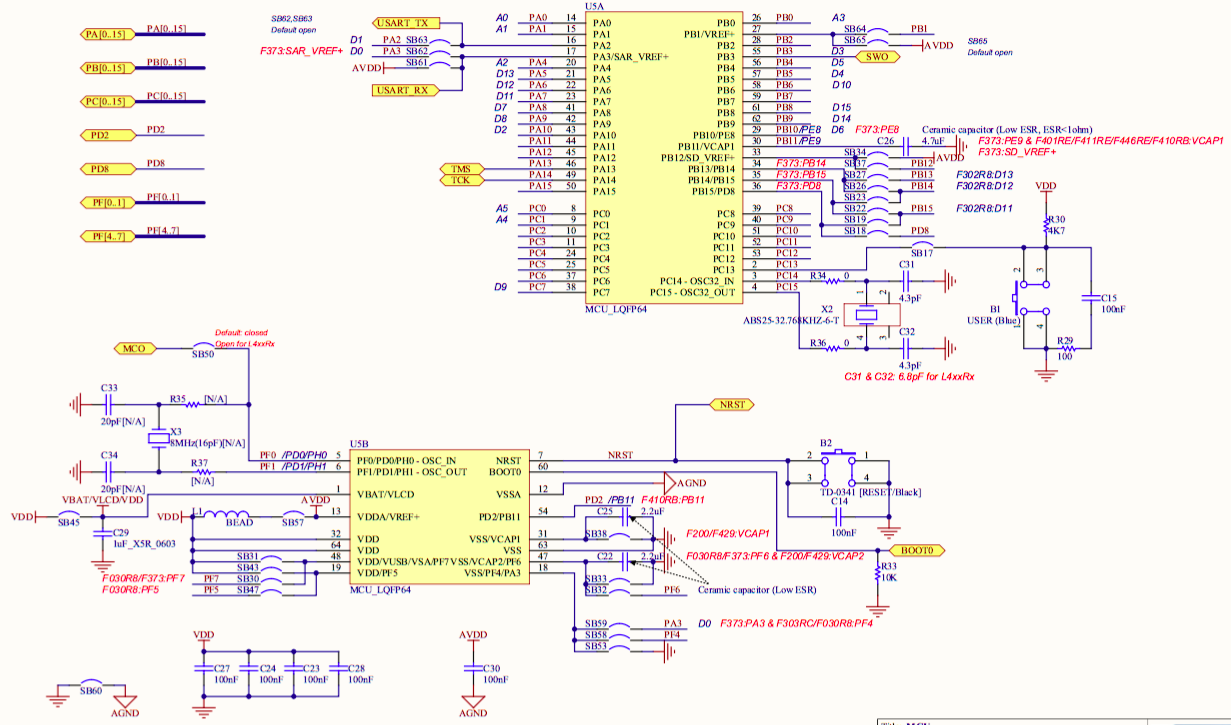 U5A
SB62,SB63
Default open
USART_TX
PA[0..15] PA[0..15]
PB[0..15] PB[0..15]
PC[0..15] PC[0..15]
PD2 PD2
PD8 PD8
PF[0..1] PF[0..1]
PF[4..7] PF[4..7]
D1 PA2 SB63
F373:SAR_VREF+ D0 PA3 SB62
AVDD SB61
USART_RX
TMS
TCK
A0 PA0 14 PA0
A1 PA1 15 PA1
16 PA2
17 PA3/SAR_VREF+
A2 PA4 20 PA4
D13 PA5 21 PA5
D12 PA6 22 PA6
D11 PA7 23 PA7
D7 PA8 41 PA8
D8 PA9 42 PA9
D2 PA10 43 PA10
PA11 44 PA11
PA12 45 PA12
PA13 46 PA13
PA14 49 PA14
PA15 50 PA15
A5 PC0 8 PC0
A4 PC1 9 PC1
PC2 10 PC2
PC3 11 PC3
PC4 24 PC4
PC5 25 PC5
PC6 37 PC6
D9 PC7 38 PC7
MCU_LQFP64
PB0 26 PB0 A3
PB1/VREF+ 27 SB64 PB1
PB2 28 PB2 SB65 AVDD
SB65
Default open
PB3 55 PB3 D3 SWO
PB4 56 PB4 D5
PB5 57 PB5 D4
PB6 58 PB6 D10
PB7 59 PB7
PB8 61 PB8 D15
PB9 62 PB9 D14
PB10/PE8 29 PB10/PE8 D6 F373:PE8
PB11/VCAP1 30 PB11/PE9 C26 4.7uF
Ceramic capacitor (Low ESR, ESR<1ohm)
F373:PE9 & F401RE/F411RE/F446RE/F410RB:VCAP1
F373:SD_VREF+
PB12/SD_VREF+ 33 SB34 AVDD
PB13/PB14 34 F373:PB14 SB37 PB12
PB14/PB15 35 F373:PB15 SB27 PB13 F302R8:D13
PB15/PD8 36 F373:PD8 SB26 PB14 F302R8:D12
SB23
SB22 PB15 F302R8:D11
SB19
SB18 PD8
SB17
PC8 39 PC8
PC9 40 PC9
PC10 51 PC10
PC11 52 PC11
PC12 53 PC12
PC13 2 PC13
PC14 - OSC32_IN 3 PC14 R34 0 C31 4.3pF
PC15 - OSC32_OUT 4 PC15
1 2
X2
ABS25-32.768KHZ-6-T
4 3
R36 0 C32 4.3pF
C31 & C32: 6.8pF for L4xxRx
VDD
R30
4K7
2 3
B1
USER (Blue)
1 4
C15
100nF
R29
100
MCO SB50
Default: closed
Open for L4xxRx
C33
20pF[N/A]
R35 [N/A]
X3
8MHz(16pF)[N/A]
C34
20pF[N/A]
R37
[N/A]
U5B
PF0 /PD0/PH0 5 PF0/PD0/PH0 - OSC_IN
PF1 /PD1/PH1 6 PF1/PD1/PH1 - OSC_OUT
VBAT/VLCD/VDD
1 VBAT/VLCD
VDD SB45
C29
1uF_X5R_0603
VDD L1 BEAD SB57 AVDD 13 VDDA/VREF+
32 VDD
64 VDD
SB31 48 VDD/VUSB/VSA/PF7
SB43 19 VDD/PF5
F030R8/F373:PF7 PF7 SB30
F030R8:PF5 PF5 SB47
MCU_LQFP64
NRST 7 NRST
BOOT0 60
VSSA 12 AGND
PD2/PB11 54 PD2 /PB11 F410RB:PB11
C25 2.2uF
VSS/VCAP1 31 SB38 F200/F429:VCAP1
VSS 63
VSS/VCAP2/PF6 47 C22 2.2uF F030R8/F373:PF6 & F200/F429:VCAP2
VSS/PF4/PA3 18
SB33
SB32 PF6
Ceramic capacitor (Low ESR)
SB59 PA3 D0 F373:PA3 & F303RC/F030R8:PF4
SB58 PF4
SB53
NRST
B2
2 1
3 4
TD-0341 [RESET/Black]
C14
100nF
BOOT0
R33
10K
SB60
AGND
VDD
C27 100nF
C24 100nF
C23 100nF
C28 100nF
AVDD
C30
100nF
AGND